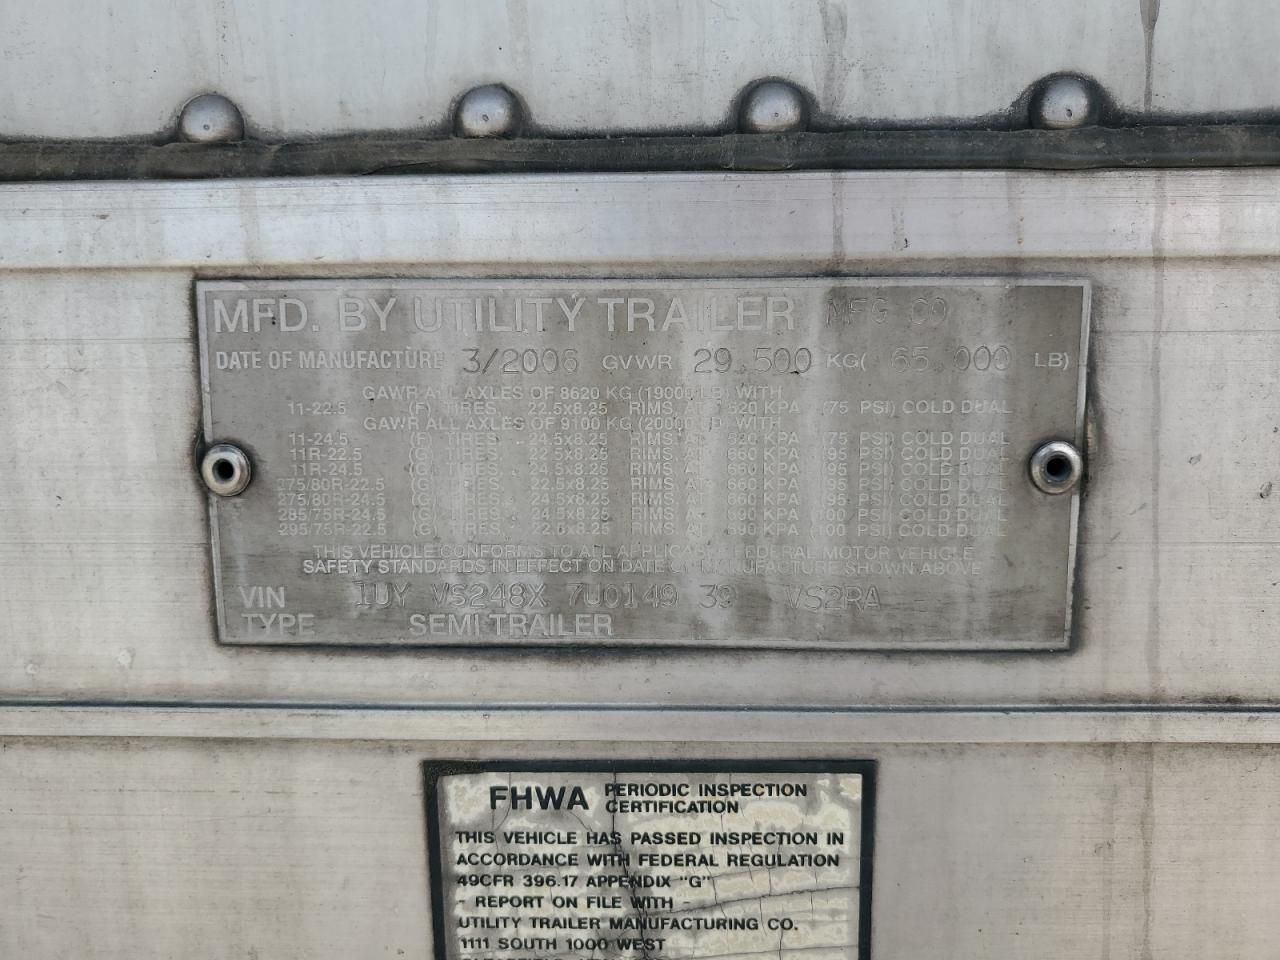 MFD. BY UTILITY TRAILER MFG CO
DATE OF MANUFACTURE 3/2006 GVWR 29,500 KG( 65,000 LB)
GAWR ALL AXLES OF 8620 KG (19000 LB) WITH
11-22.5 (F) TIRES, 22.5x8.25 RIMS, AT 520 KPA (75 PSI) COLD DUAL
GAWR ALL AXLES OF 9100 KG (20000 LB) WITH
11-24.5 (F) TIRES, 24.5x8.25 RIMS AT 520 KPA (75 PSI) COLD DUAL
11R-22.5 (G) TIRES, 22.5x8.25 RIMS AT 660 KPA (95 PSI) COLD DUAL
11R-24.5 (G) TIRES, 24.5x8.25 RIMS AT 660 KPA (95 PSI) COLD DUAL
275/80R-22.5 (G) TIRES, 22.5x8.25 RIMS AT 660 KPA (95 PSI) COLD DUAL
275/80R-24.5 (G) TIRES, 24.5x8.25 RIMS AT 660 KPA (95 PSI) COLD DUAL
285/75R-24.5 (G) TIRES, 24.5x8.25 RIMS AT 690 KPA (100 PSI) COLD DUAL
295/75R-22.5 (G) TIRES, 22.5x8.25 RIMS AT 690 KPA (100 PSI) COLD DUAL
THIS VEHICLE CONFORMS TO ALL APPLICABLE FEDERAL MOTOR VEHICLE
SAFETY STANDARDS IN EFFECT ON DATE OF MANUFACTURE SHOWN ABOVE
VIN 1UY VS248X 7U0149 39 VS2RA -
TYPE SEMI TRAILER
FHWA PERIODIC INSPECTION
CERTIFICATION
THIS VEHICLE HAS PASSED INSPECTION IN
ACCORDANCE WITH FEDERAL REGULATION
49CFR 396.17 APPENDIX "G"
- REPORT ON FILE WITH -
UTILITY TRAILER MANUFACTURING CO.
1111 SOUTH 1000 WEST